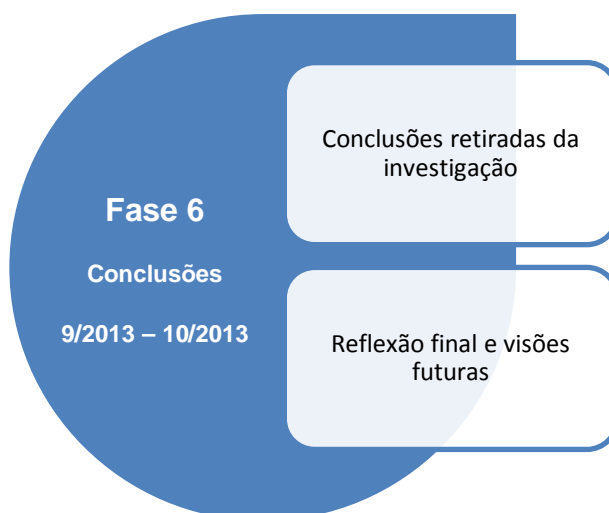 Fase 6
Conclusões
9/2013 – 10/2013
Conclusões retiradas da
investigação
Reflexão final e visões
futuras